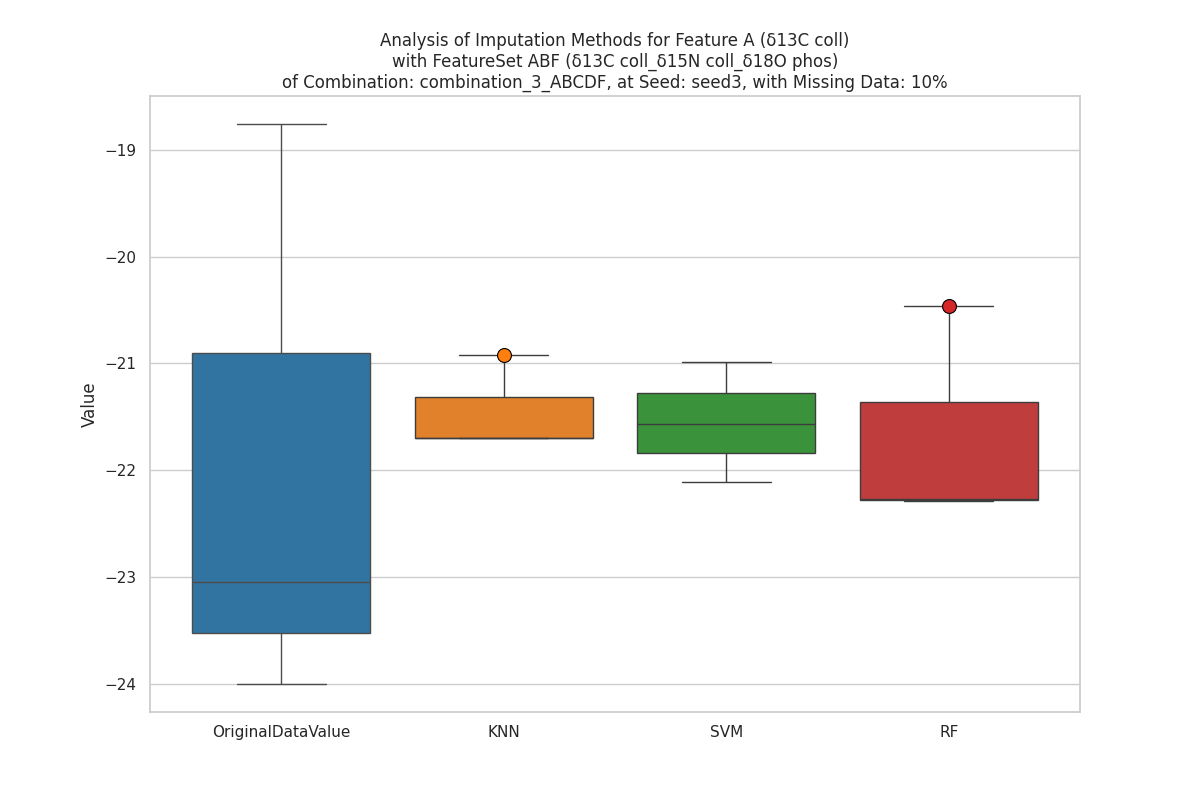 Analysis of Imputation Methods for Feature A (δ13C coll)
with FeatureSet ABF (δ13C coll_δ15N coll_δ18O phos)
of Combination: combination_3_ABCDF, at Seed: seed3, with Missing Data: 10%
Value
−19
−20
−21
−22
−23
−24
OriginalDataValue
KNN
SVM
RF